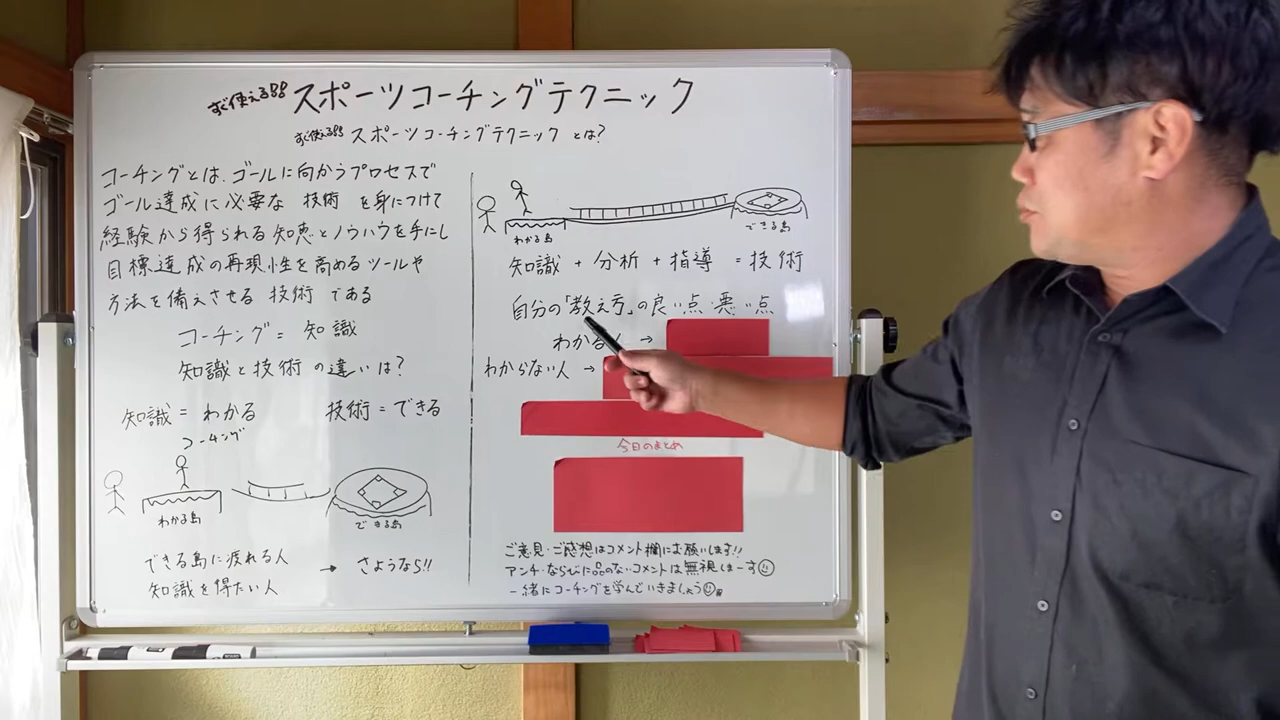 すぐ使える!! スポーツコーチングテクニック
すぐ使える!! スポーツコーチングテクニック とは?
コーチングとは、ゴールに向かうプロセスで
ゴール達成に必要な 技術 を身につけて
経験から得られる知恵とノウハウを手にし
目標達成の再現性を高めるツールや
方法を備えさせる 技術 である
コーチング = 知識
知識と技術の違いは?
知識 = わかる 技術 = できる
コーチング
わかる島 できる島
できる島に渡れる人
知識を得たい人
→ さようなら!!
わかる島 できる島
知識 + 分析 + 指導 = 技術
自分の「教え方」の良い点・悪い点
わかる人 →
わからない人 →
今日のまとめ
ご意見・ご感想はコメント欄にお願いします!!
アンチ・ならびに品のないコメントは無視しまーす
一緒にコーチングを学んでいきましょう